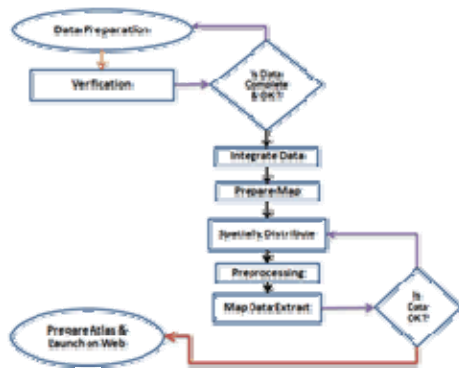 Data Preparation
Verification
Is Data
Complete
& OK?
Integrate Data
Prepare Map
Spatially Distribute
Preprocessing
Map Data Extract
Is
Data
OK?
Prepare Atlas &
Launch on Web